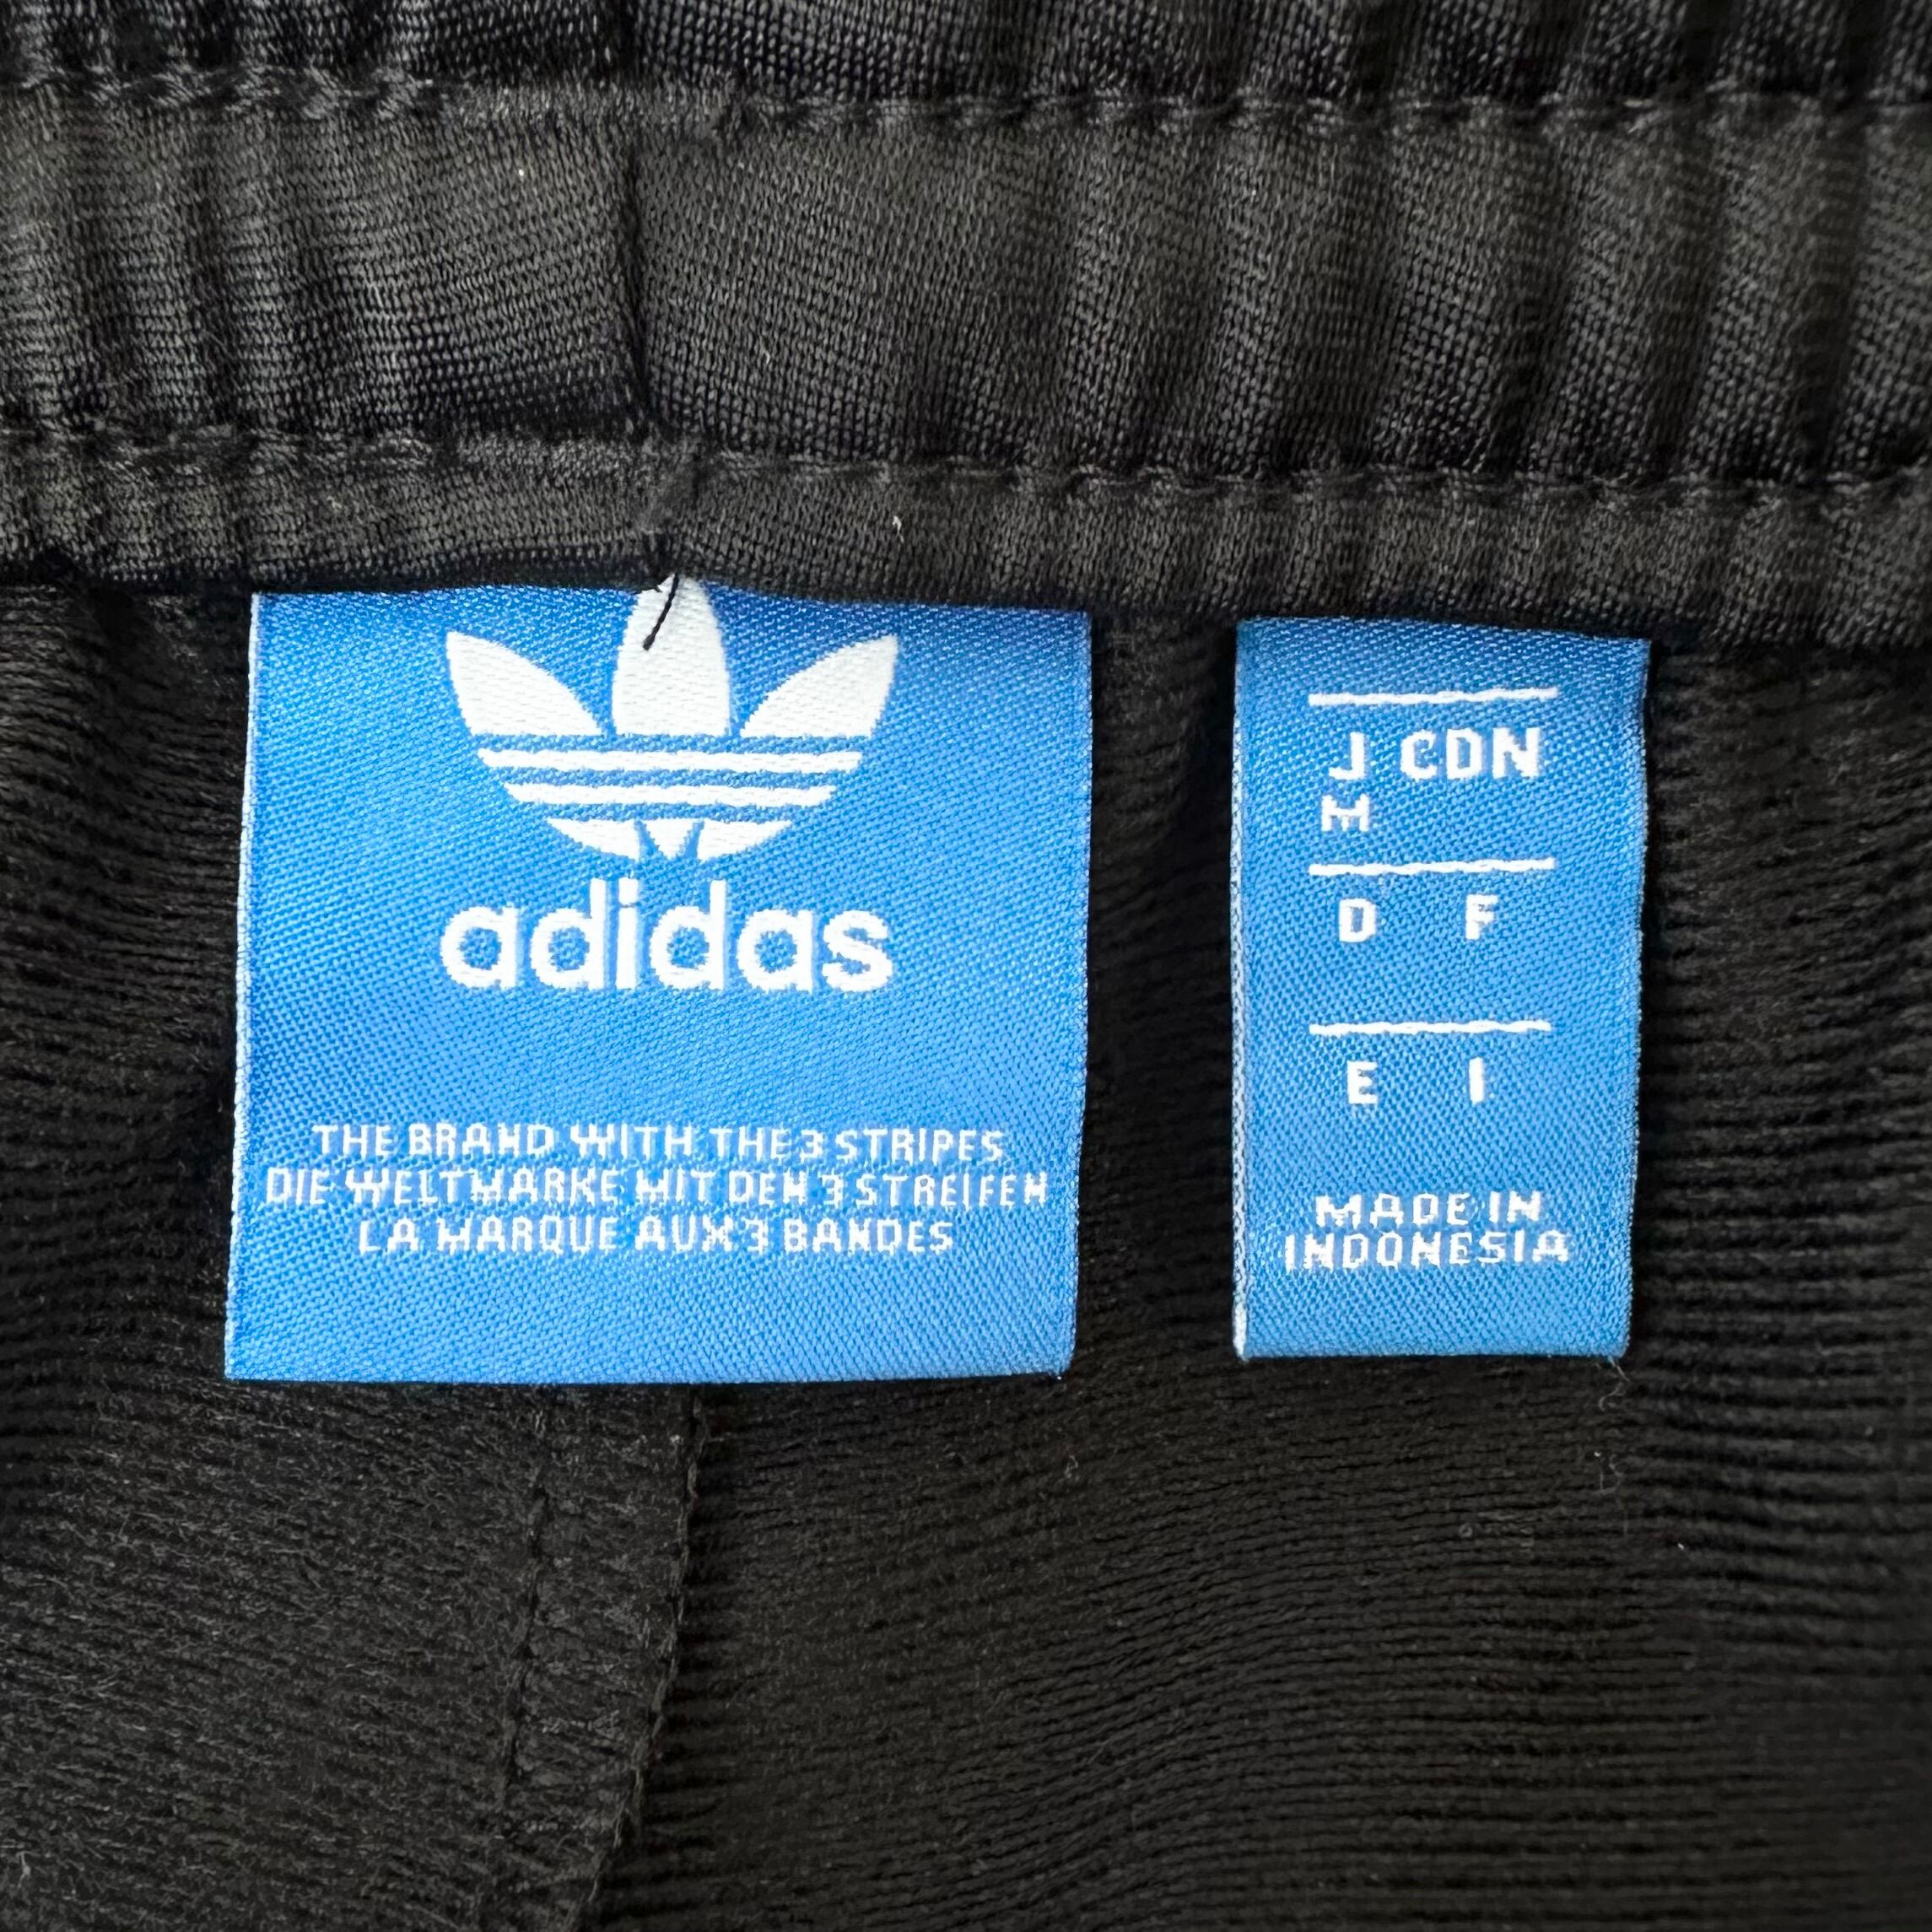 adidas
THE BRAND WITH THE 3 STRIPES
DIE WELTMARKE MIT DEN 3 STREIFEN
LA MARQUE AUX 3 BANDES
J CDN
M
D F
E I
MADE IN
INDONESIA